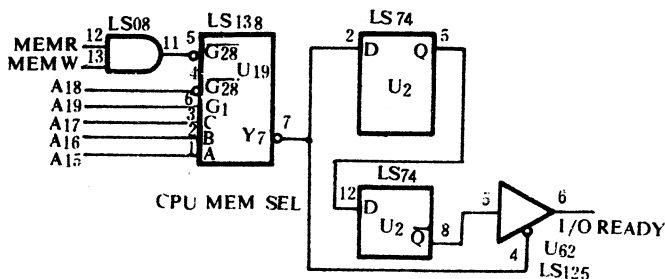 LS08
LS138
LS74
MEMR 12
MEMW 13
11
5 G28
4 G28
U19
A18
A19 6 G1
A17 3 C
A16 2 B
A15 1 A
Y7 7
2 D Q 5
U2
CPU MEM SEL
LS74
12 D
U2 Q 8
5
6
I/O READY
4
U62
LS125